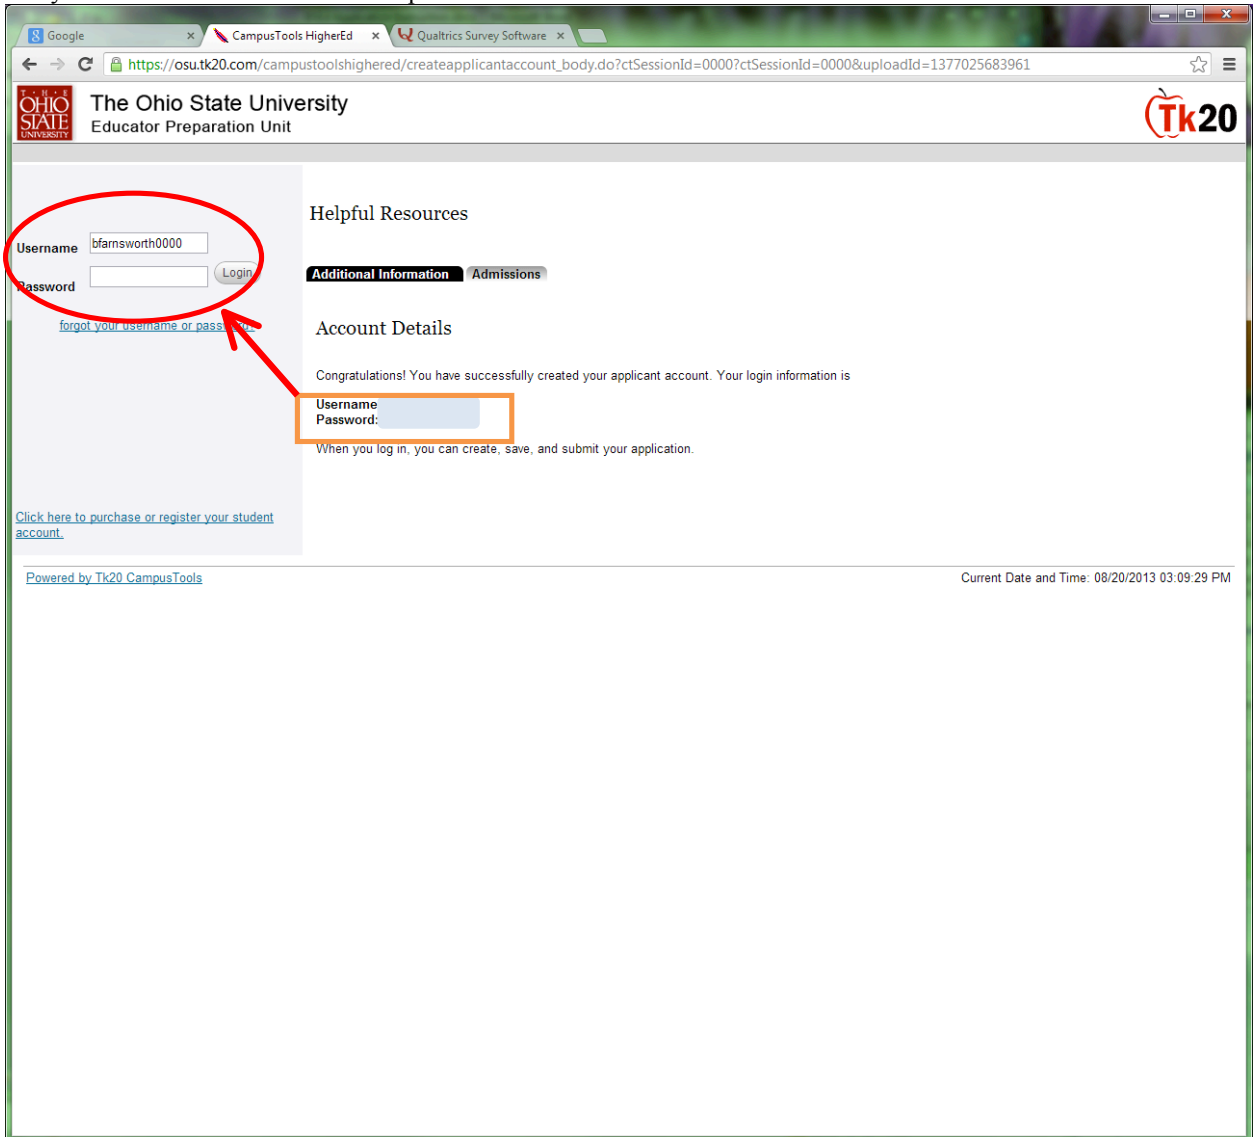 Google
CampusTools HigherEd
Qualtrics Survey Software
https://osu.tk20.com/campustoolshighered/createapplicantaccount_body.do?ctSessionId=0000?ctSessionId=0000&uploadId=1377025683961
T · H · E
OHIO
STATE
UNIVERSITY
The Ohio State University
Educator Preparation Unit
Tk20
Helpful Resources
Username bfarnsworth0000
Password Login
forgot your username or password?
Additional Information Admissions
Account Details
Congratulations! You have successfully created your applicant account. Your login information is
Username
Password:
When you log in, you can create, save, and submit your application.
Click here to purchase or register your student
account.
Powered by Tk20 CampusTools
Current Date and Time: 08/20/2013 03:09:29 PM